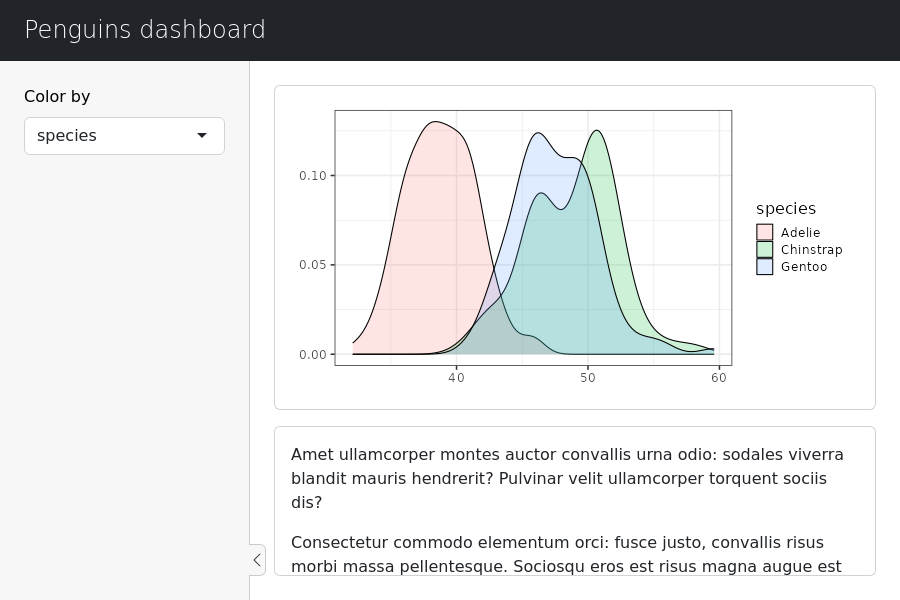 Penguins dashboard
Color by
species
0.10
0.05
0.00
40 50 60
species
Adelie
Chinstrap
Gentoo
Amet ullamcorper montes auctor convallis urna odio: sodales viverra
blandit mauris hendrerit? Pulvinar velit ullamcorper torquent sociis
dis?
Consectetur commodo elementum orci: fusce justo, convallis risus
morbi massa pellentesque. Sociosqu eros est risus magna augue est